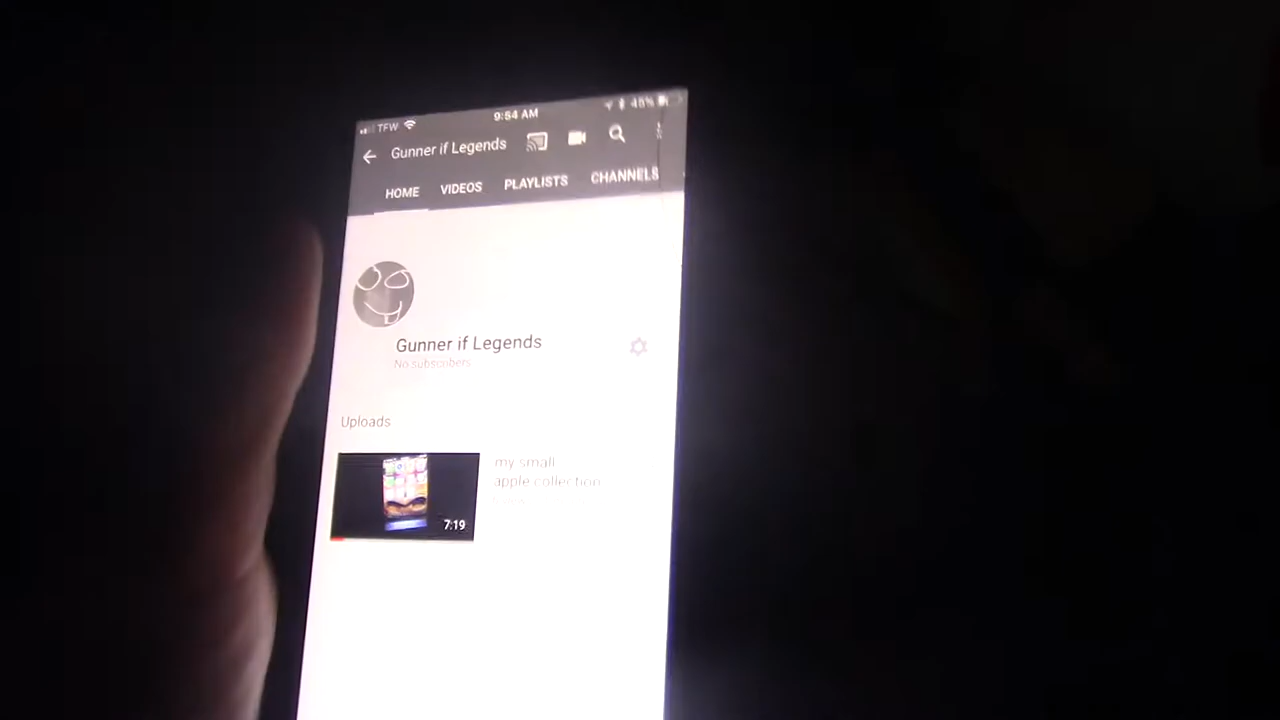 TFW 9:54 AM 45%
Gunner if Legends
HOME VIDEOS PLAYLISTS CHANNELS
Gunner if Legends
No subscribers
Uploads
my small
apple collection
7:19